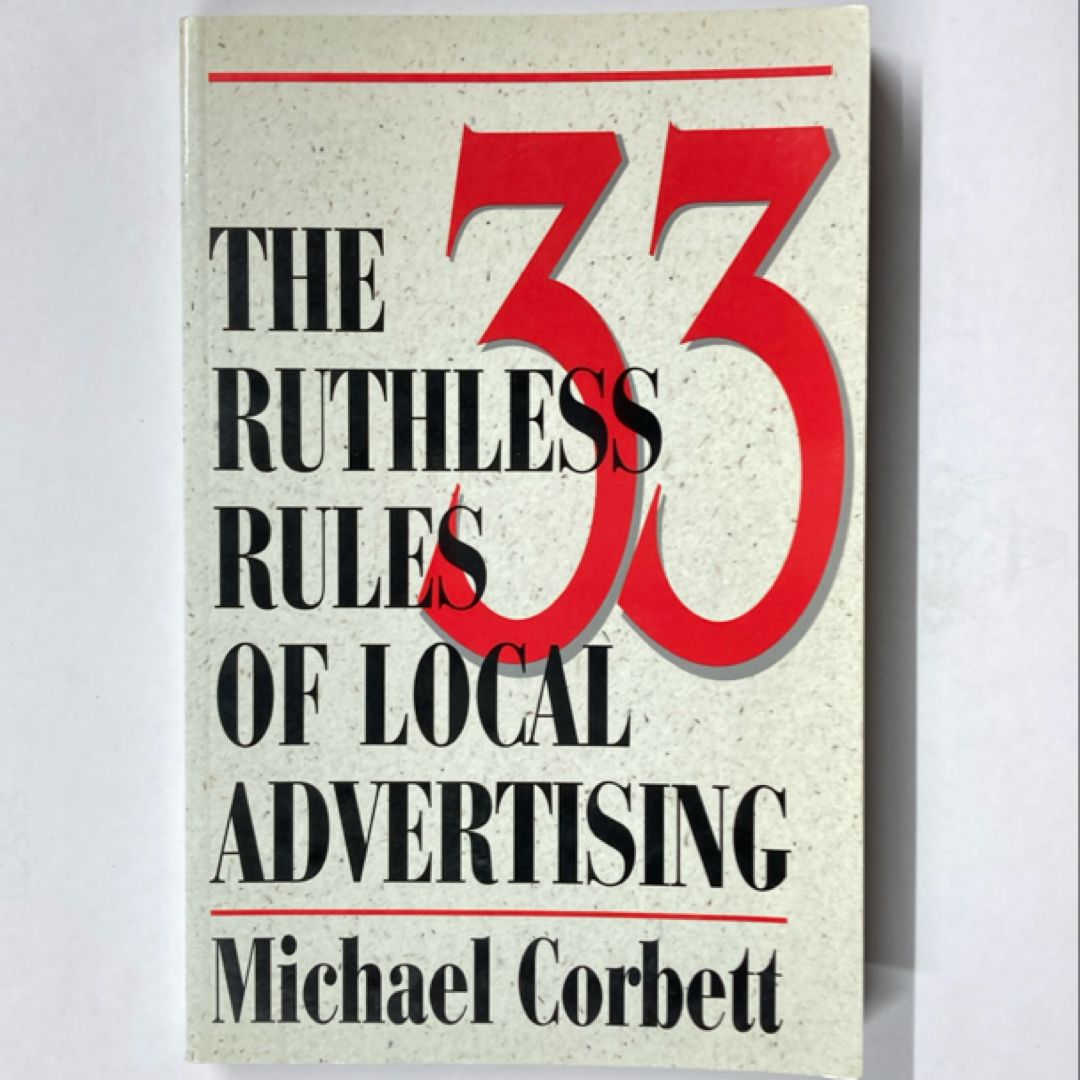 THE 33
RUTHLESS
RULES
OF LOCAL
ADVERTISING
Michael Corbett